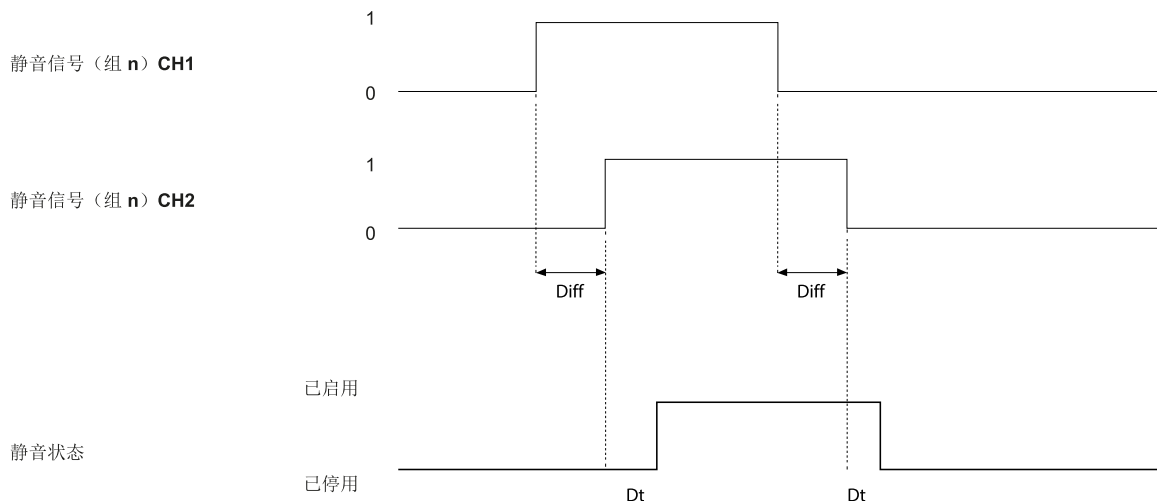 1
静音信号（组 n）CH1
0
1
静音信号（组 n）CH2
0
Diff Diff
已启用
静音状态
已停用
Dt Dt